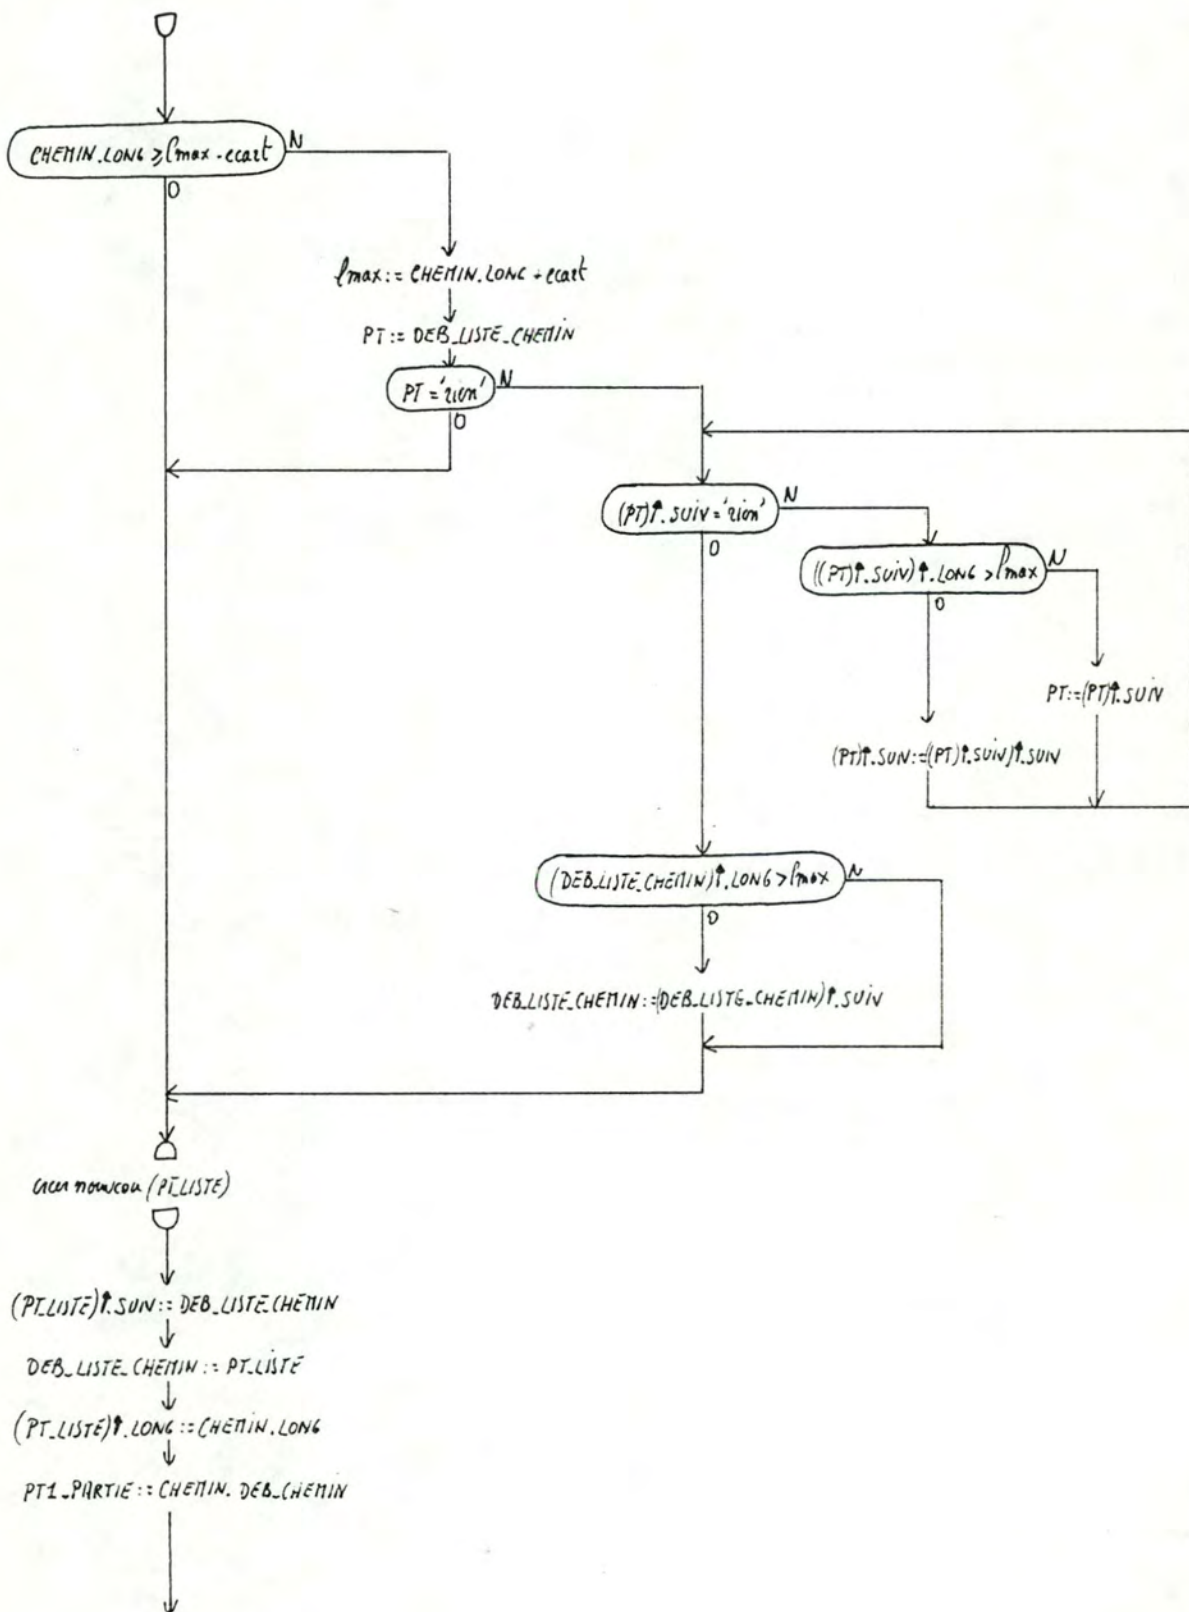 CHEMIN.LONG ≥ lmax - ecart
N
O
lmax := CHEMIN.LONG + ecart
PT := DEB_LISTE_CHEMIN
PT = 'rien'
N
O
(PT)↑.SUIV = 'rien'
N
O
((PT)↑.SUIV)↑.LONG > lmax
N
O
PT := (PT)↑.SUIV
(PT)↑.SUIV := ((PT)↑.SUIV)↑.SUIV
(DEB_LISTE_CHEMIN)↑.LONG > lmax
N
O
DEB_LISTE_CHEMIN := (DEB_LISTE_CHEMIN)↑.SUIV
creer nouveau (PT_LISTE)
(PT_LISTE)↑.SUIV := DEB_LISTE_CHEMIN
DEB_LISTE_CHEMIN := PT_LISTE
(PT_LISTE)↑.LONG := CHEMIN.LONG
PT1_PARTIE := CHEMIN.DEB_CHEMIN